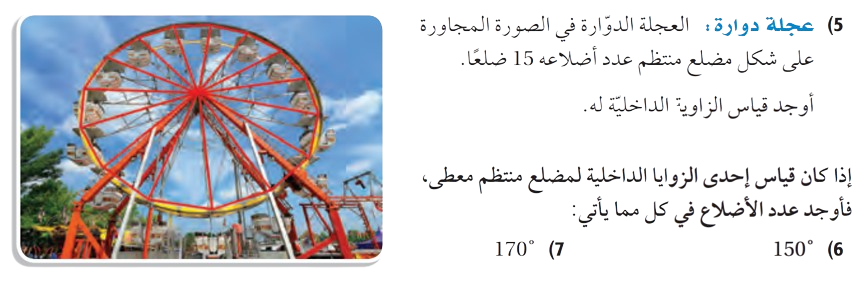 5) عجلة دوارة: العجلة الدوّارة في الصورة المجاورة
على شكل مضلع منتظم عدد أضلاعه 15 ضلعًا.
أوجد قياس الزاوية الداخليّة له.
إذا كان قياس إحدى الزوايا الداخلية لمضلع منتظم معطى،
فأوجد عدد الأضلاع في كل مما يأتي:
6) 150° 7) 170°